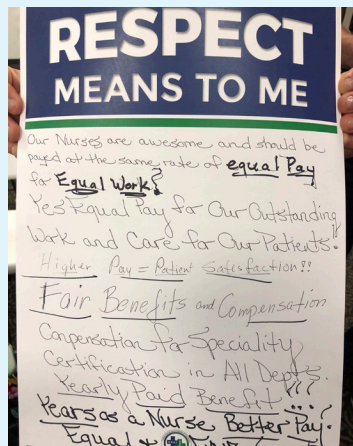 RESPECT
MEANS TO ME
Our Nurses are awesome and should be
payed at the same rate of equal Pay
for Equal Work!
Yes Equal Pay for Our Outstanding
Work and Care for Our Patients!!
Higher Pay = Patient Satisfaction!!
Fair Benefits and Compensation
Compensation for Speciality
Certification in All Depts.
Yearly Paid Benefit!!!
Years as a Nurse Better Pay.
Equal